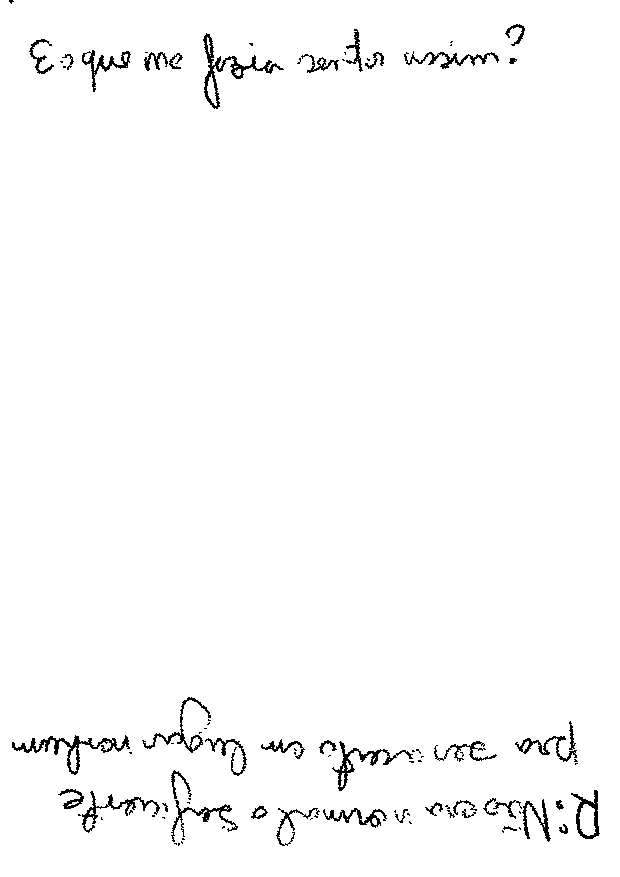 E o que me fazia sentir assim?
R: Não era normal o suficiente
pra ser aceito em lugar nenhum